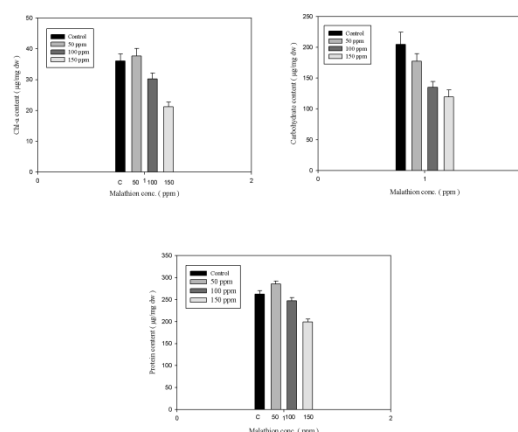 50
40
30
20
10
0
Chl-a content ( µg/mg dw )
Control
50 ppm
100 ppm
150 ppm
0
C 50 1 100 150
2
Malathion conc. ( ppm )
250
200
150
100
50
0
Carbohydrate content ( µg/mg dw )
Control
50 ppm
100 ppm
150 ppm
0
1
2
Malathion conc. ( ppm )
350
300
250
200
150
100
50
0
Protein content ( µg/mg dw )
Control
50 ppm
100 ppm
150 ppm
0
C 50 1 100 150
2
Malathion conc. ( ppm )